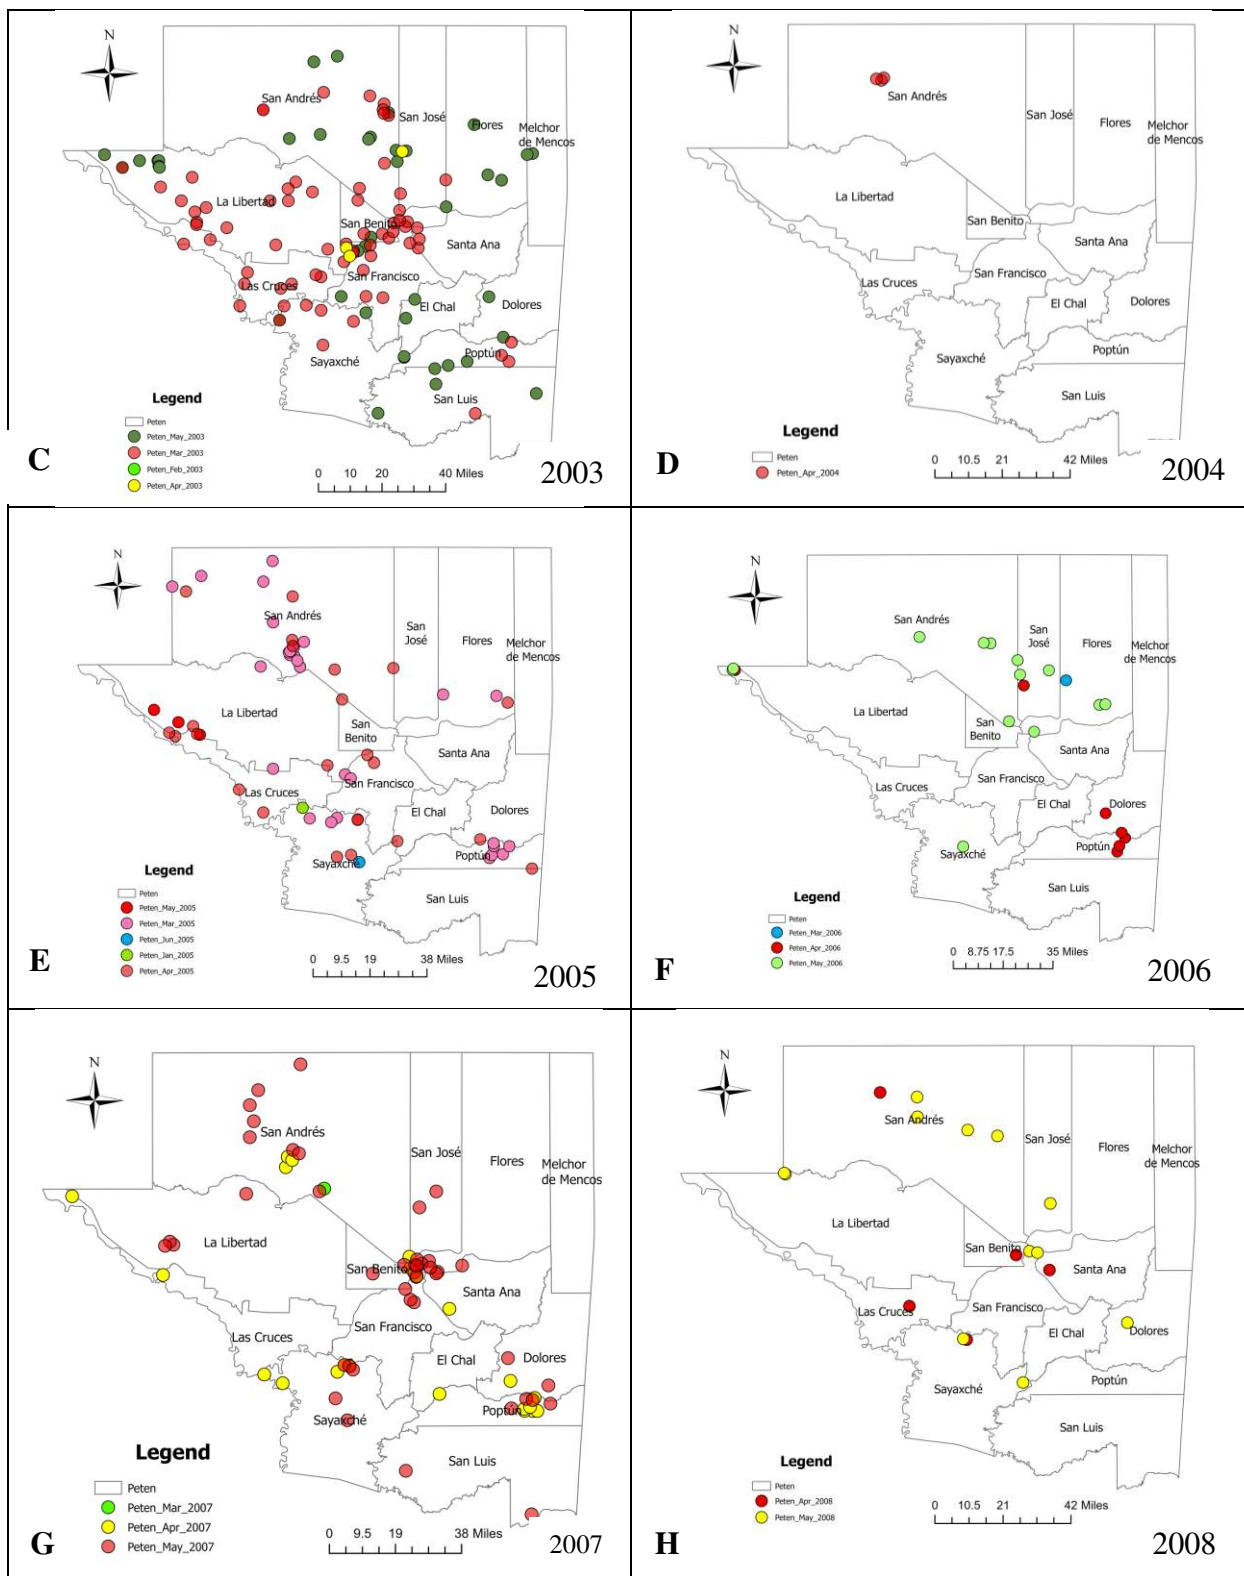 N
San Andrés
San José
Flores
Melchor
de Mencos
La Libertad
San Benito
Santa Ana
San Francisco
Las Cruces
El Chal
Dolores
Sayaxché
Poptún
San Luis
Legend
Peten
Peten_May_2003
Peten_Mar_2003
Peten_Feb_2003
Peten_Apr_2003
0 10 20 40 Miles
C
2003
N
San Andrés
San José
Flores
Melchor
de Mencos
La Libertad
San Benito
Santa Ana
San Francisco
Las Cruces
El Chal
Dolores
Sayaxché
Poptún
San Luis
Legend
Peten
Peten_Apr_2004
0 10.5 21 42 Miles
D
2004
N
San Andrés
San
José
Flores
Melchor
de Mencos
La Libertad
San
Benito
Santa Ana
San Francisco
Las Cruces
El Chal
Dolores
Sayaxché
Poptún
San Luis
Legend
Peten
Peten_May_2005
Peten_Mar_2005
Peten_Jun_2005
Peten_Jan_2005
Peten_Apr_2005
0 9.5 19 38 Miles
E
2005
N
San Andrés
San
José
Flores
Melchor
de Mencos
La Libertad
San
Benito
Santa Ana
San Francisco
Las Cruces
El Chal
Dolores
Sayaxché
Poptún
San Luis
Legend
Peten
Peten_Mar_2006
Peten_Apr_2006
Peten_May_2006
0 8.75 17.5 35 Miles
F
2006
N
San Andrés
San José
Flores
Melchor
de Mencos
La Libertad
San Benito
Santa Ana
San Francisco
Las Cruces
El Chal
Dolores
Sayaxché
Poptún
San Luis
Legend
Peten
Peten_Mar_2007
Peten_Apr_2007
Peten_May_2007
0 9.5 19 38 Miles
G
2007
N
San Andrés
San José
Flores
Melchor
de Mencos
La Libertad
San Benito
Santa Ana
San Francisco
Las Cruces
El Chal
Dolores
Sayaxché
Poptún
San Luis
Legend
Peten
Peten_Apr_2008
Peten_May_2008
0 10.5 21 42 Miles
H
2008